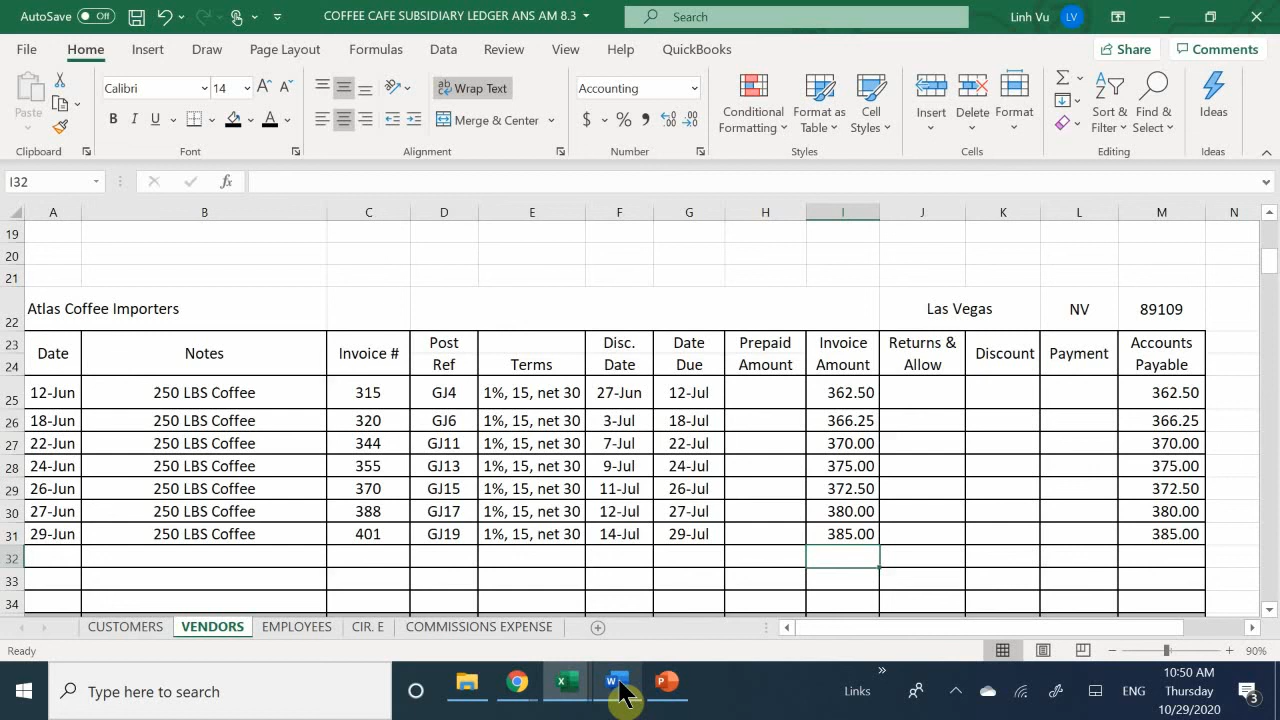 AutoSave Off COFFEE CAFE SUBSIDIARY LEDGER ANS AM 8.3 Search Linh Vu LV
File Home Insert Draw Page Layout Formulas Data Review View Help QuickBooks Share Comments
Paste Calibri 14 Wrap Text Accounting Conditional Formatting Format as Table Cell Styles Insert Delete Format Sort & Filter Find & Select Ideas
B I U A Merge & Center $ % 9
Clipboard Font Alignment Number Styles Cells Editing Ideas
I32 fx
A B C D E F G H I J K L M N
19
20
21
22 Atlas Coffee Importers Las Vegas NV 89109
23 Date Notes Invoice # Post Terms Disc. Date Prepaid Invoice Returns & Discount Payment Accounts
24 Ref Date Due Amount Amount Allow Payable
25 12-Jun 250 LBS Coffee 315 GJ4 1%, 15, net 30 27-Jun 12-Jul 362.50 362.50
26 18-Jun 250 LBS Coffee 320 GJ6 1%, 15, net 30 3-Jul 18-Jul 366.25 366.25
27 22-Jun 250 LBS Coffee 344 GJ11 1%, 15, net 30 7-Jul 22-Jul 370.00 370.00
28 24-Jun 250 LBS Coffee 355 GJ13 1%, 15, net 30 9-Jul 24-Jul 375.00 375.00
29 26-Jun 250 LBS Coffee 370 GJ15 1%, 15, net 30 11-Jul 26-Jul 372.50 372.50
30 27-Jun 250 LBS Coffee 388 GJ17 1%, 15, net 30 12-Jul 27-Jul 380.00 380.00
31 29-Jun 250 LBS Coffee 401 GJ19 1%, 15, net 30 14-Jul 29-Jul 385.00 385.00
32
33
34
CUSTOMERS VENDORS EMPLOYEES CIR. E COMMISSIONS EXPENSE
Ready 90%
Type here to search Links ENG 10:50 AM
Thursday
10/29/2020 3